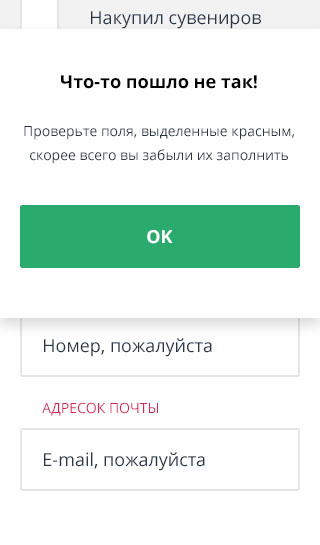 Накупил сувениров
Что-то пошло не так!
Проверьте поля, выделенные красным,
скорее всего вы забыли их заполнить
OK
Номер, пожалуйста
АДРЕСОК ПОЧТЫ
E-mail, пожалуйста